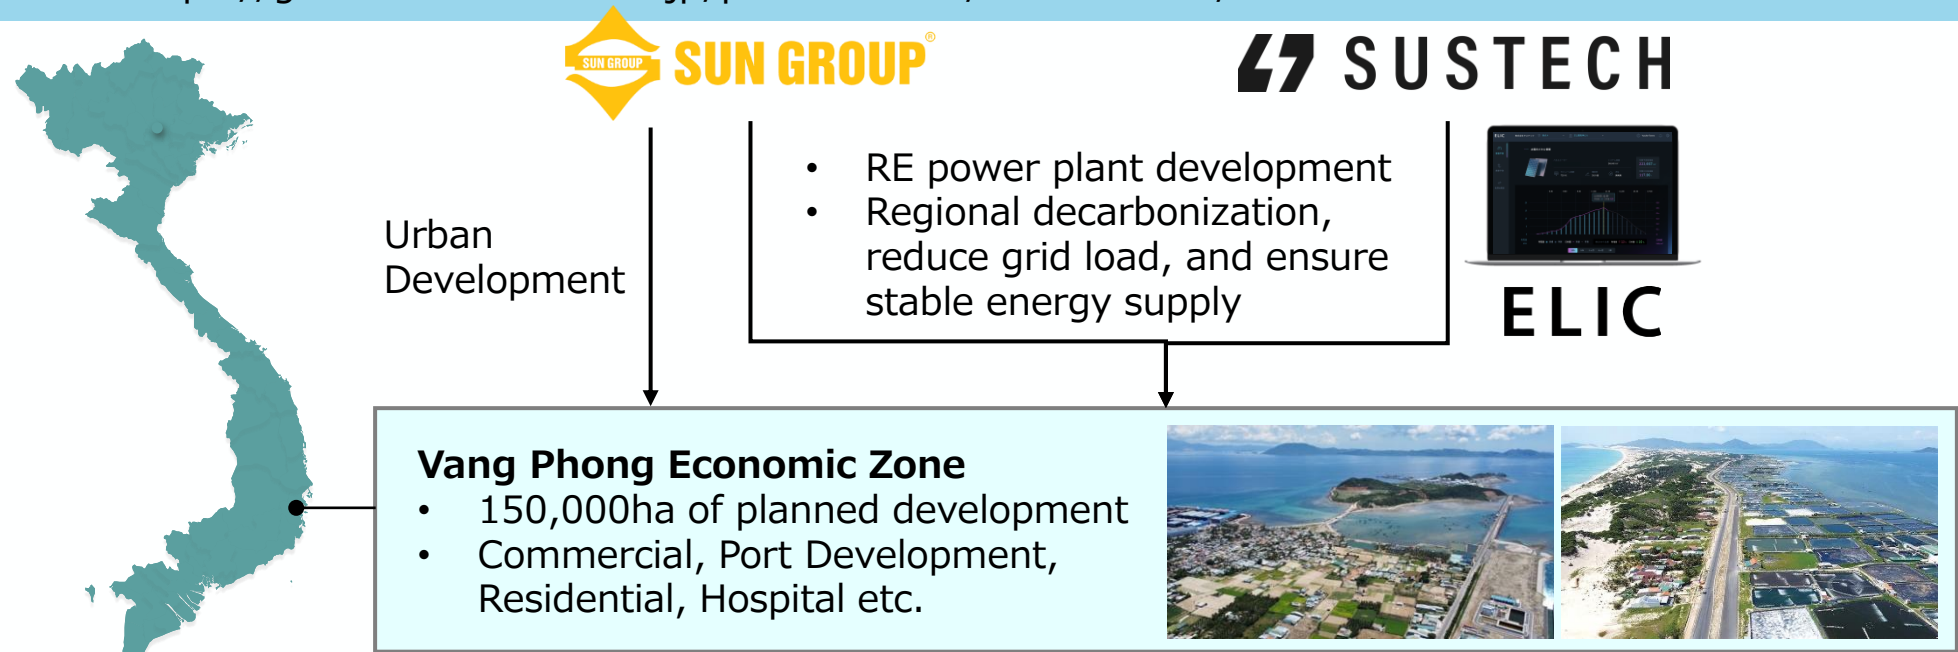 SUN GROUP
SUN GROUP®
SUSTECH
Urban
Development
• RE power plant development
• Regional decarbonization,
reduce grid load, and ensure
stable energy supply
ELIC
ELIC
Vang Phong Economic Zone
• 150,000ha of planned development
• Commercial, Port Development,
Residential, Hospital etc.